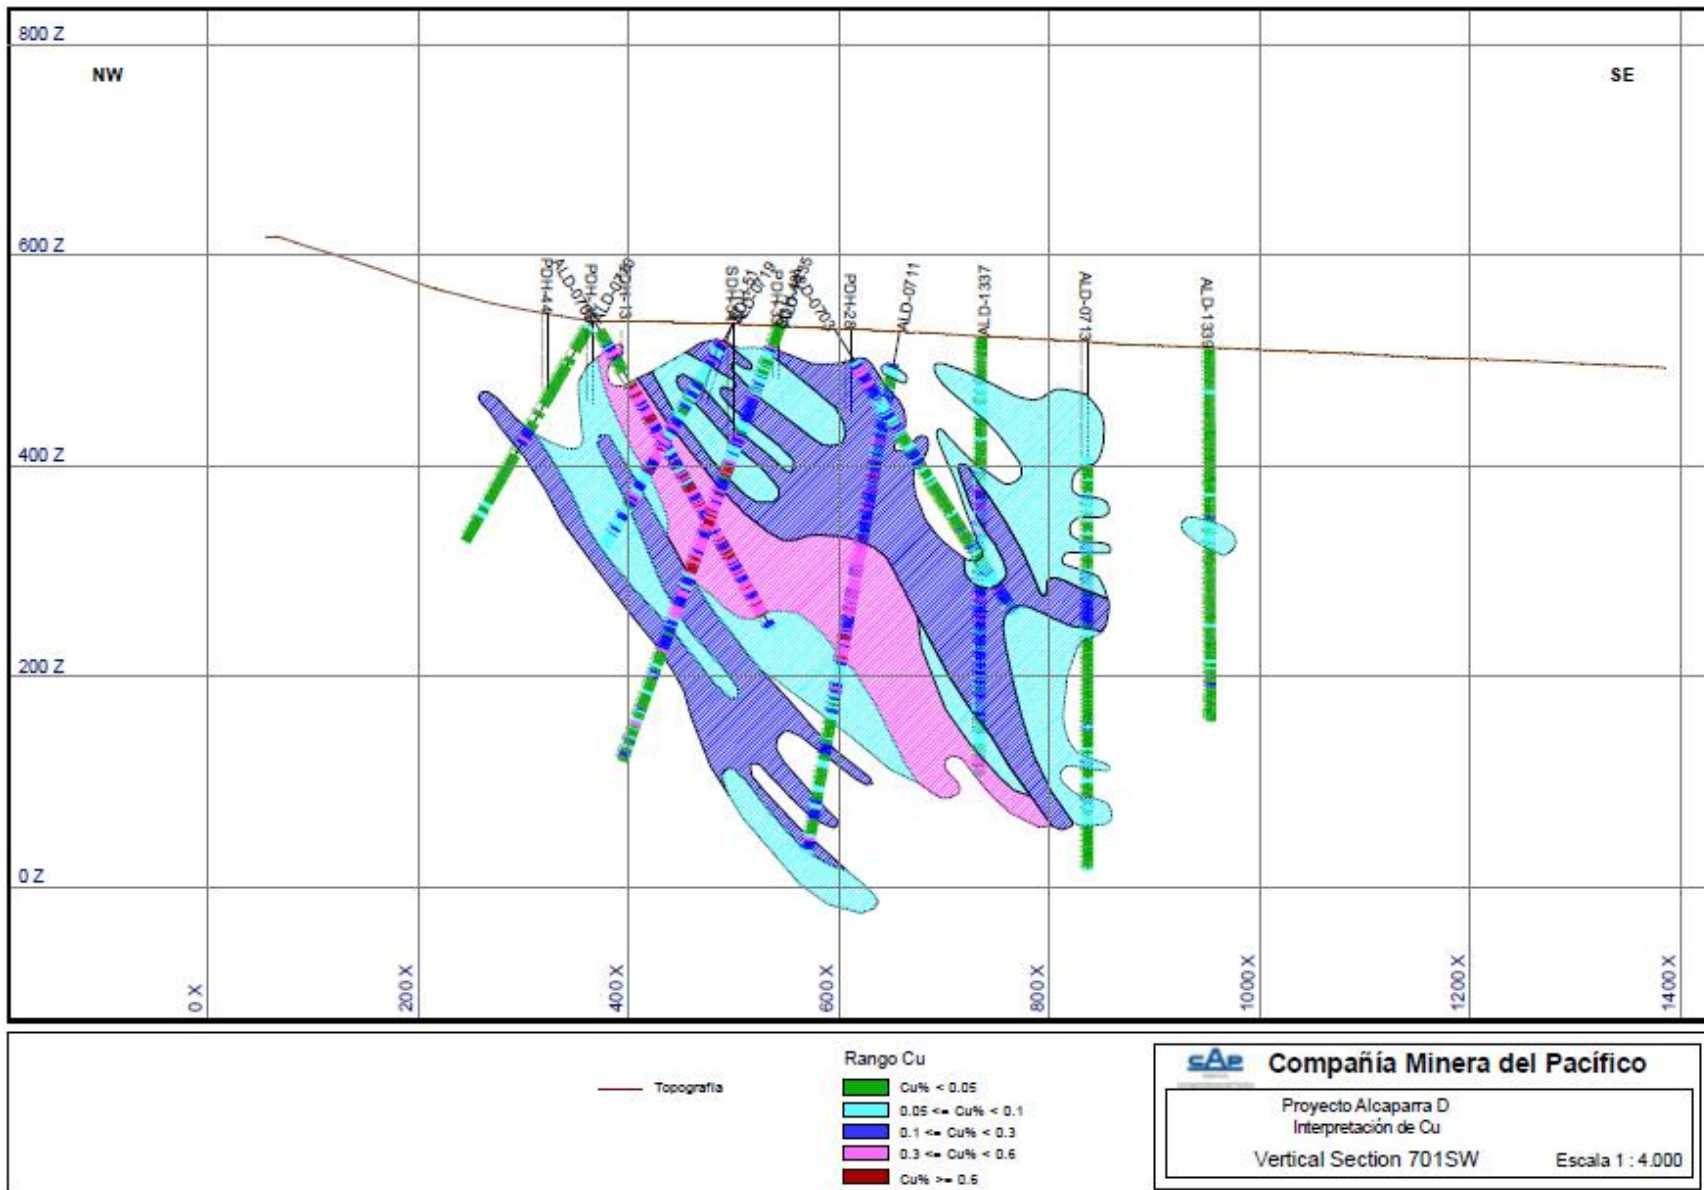 800 Z
NW
SE
600 Z
PDH-44
SDH-51
PDH-28
ALD-0711
ALD-1337
ALD-0713
ALD-1339
400 Z
200 Z
0 Z
0 X
200 X
400 X
600 X
800 X
1000 X
1200 X
1400 X
Topografia
Rango Cu
Cu% < 0.05
0.05 <= Cu% < 0.1
0.1 <= Cu% < 0.3
0.3 <= Cu% < 0.6
Cu% >= 0.6
CAP
Compañía Minera del Pacífico
Proyecto Alcaparra D
Interpretación de Cu
Vertical Section 701SW
Escala 1 : 4.000